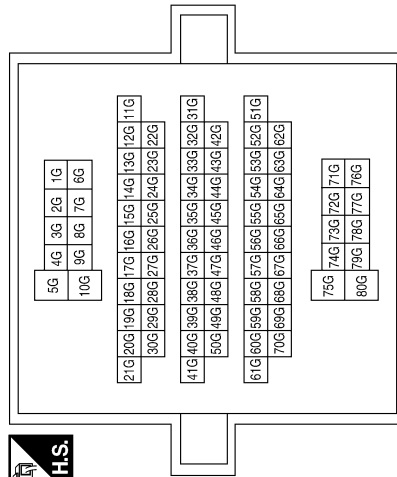 H.S.
5G 4G 3G 2G 1G
10G 9G 8G 7G 6G
21G 20G 19G 18G 17G 16G 15G 14G 13G 12G 11G
30G 29G 28G 27G 26G 25G 24G 23G 22G
41G 40G 39G 38G 37G 36G 35G 34G 33G 32G 31G
50G 49G 48G 47G 46G 45G 44G 43G 42G
61G 60G 59G 58G 57G 56G 55G 54G 53G 52G 51G
70G 69G 68G 67G 66G 65G 64G 63G 62G
75G 74G 73G 72G 71G
80G 79G 78G 77G 76G